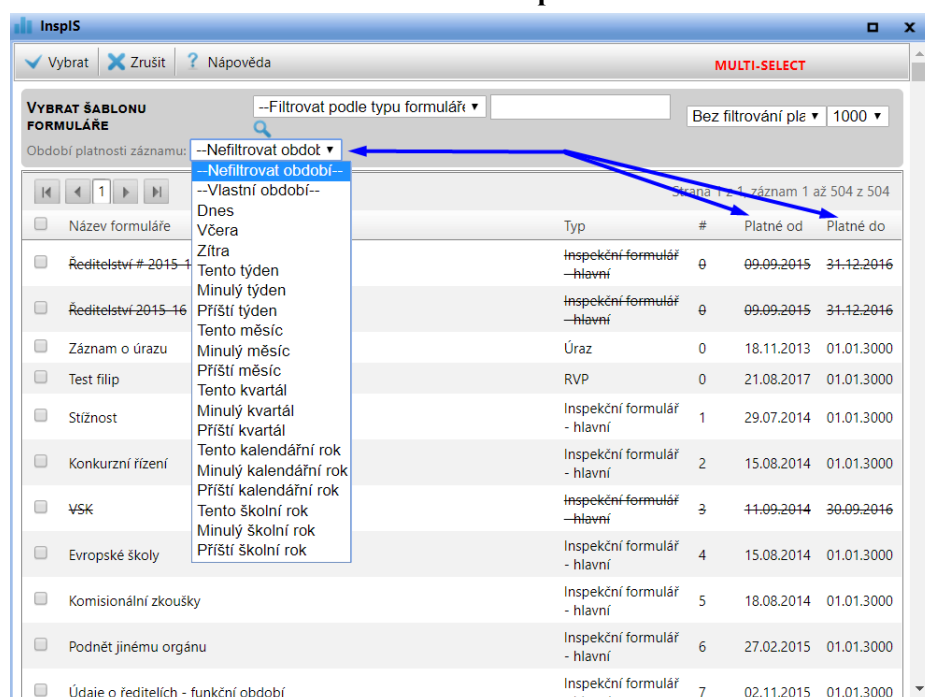 InspIS
Vybrat Zrušit ? Nápověda MULTI-SELECT
VYBRAT ŠABLONU FORMULÁŘE --Filtrovat podle typu formuláře Bez filtrování pla 1000
Období platnosti záznamu: --Nefiltrovat obdob
--Nefiltrovat období--
--Vlastní období--
Dnes
Včera
Zítra
Tento týden
Minulý týden
Příští týden
Tento měsíc
Minulý měsíc
Příští měsíc
Tento kvartál
Minulý kvartál
Příští kvartál
Tento kalendářní rok
Minulý kalendářní rok
Příští kalendářní rok
Tento školní rok
Minulý školní rok
Příští školní rok
1 Strana 1 z 1, záznam 1 až 504 z 504
Název formuláře Typ # Platné od Platné do
Ředitelství # 2015-1 Inspekční formulář - hlavní 0 09.09.2015 31.12.2016
Ředitelství 2015-16 Inspekční formulář - hlavní 0 09.09.2015 31.12.2016
Záznam o úrazu Úraz 0 18.11.2013 01.01.3000
Test filip RVP 0 21.08.2017 01.01.3000
Stížnost Inspekční formulář - hlavní 1 29.07.2014 01.01.3000
Konkurzní řízení Inspekční formulář - hlavní 2 15.08.2014 01.01.3000
VSK Inspekční formulář - hlavní 3 11.09.2014 30.09.2016
Evropské školy Inspekční formulář - hlavní 4 15.08.2014 01.01.3000
Komisionální zkoušky Inspekční formulář - hlavní 5 18.08.2014 01.01.3000
Podnět jinému orgánu Inspekční formulář - hlavní 6 27.02.2015 01.01.3000
Údaje o ředitelích - funkční období Inspekční formulář 7 02.11.2015 01.01.3000